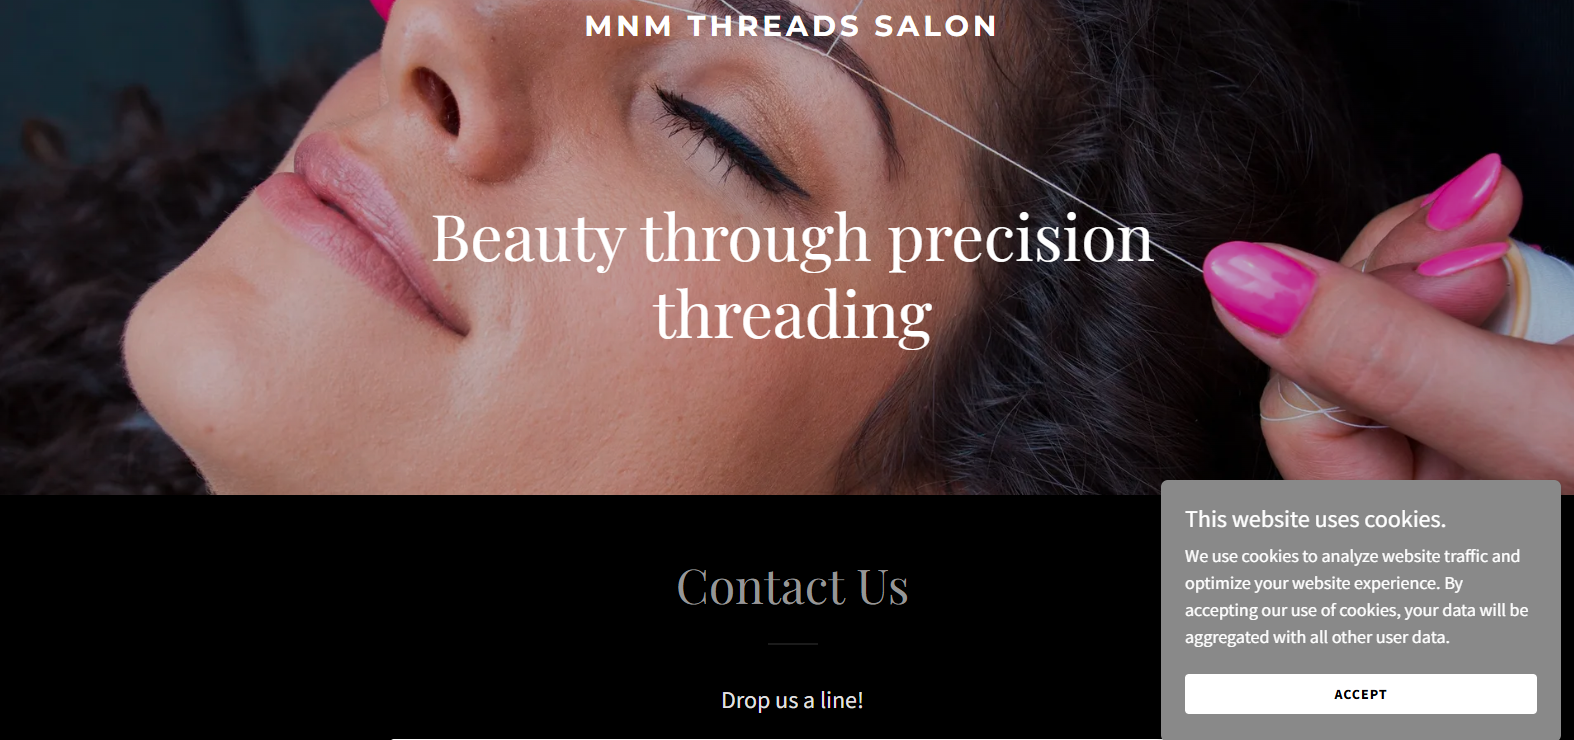 MNM THREADS SALON
Beauty through precision
threading
Contact Us
Drop us a line!
This website uses cookies.
We use cookies to analyze website traffic and
optimize your website experience. By
accepting our use of cookies, your data will be
aggregated with all other user data.
ACCEPT